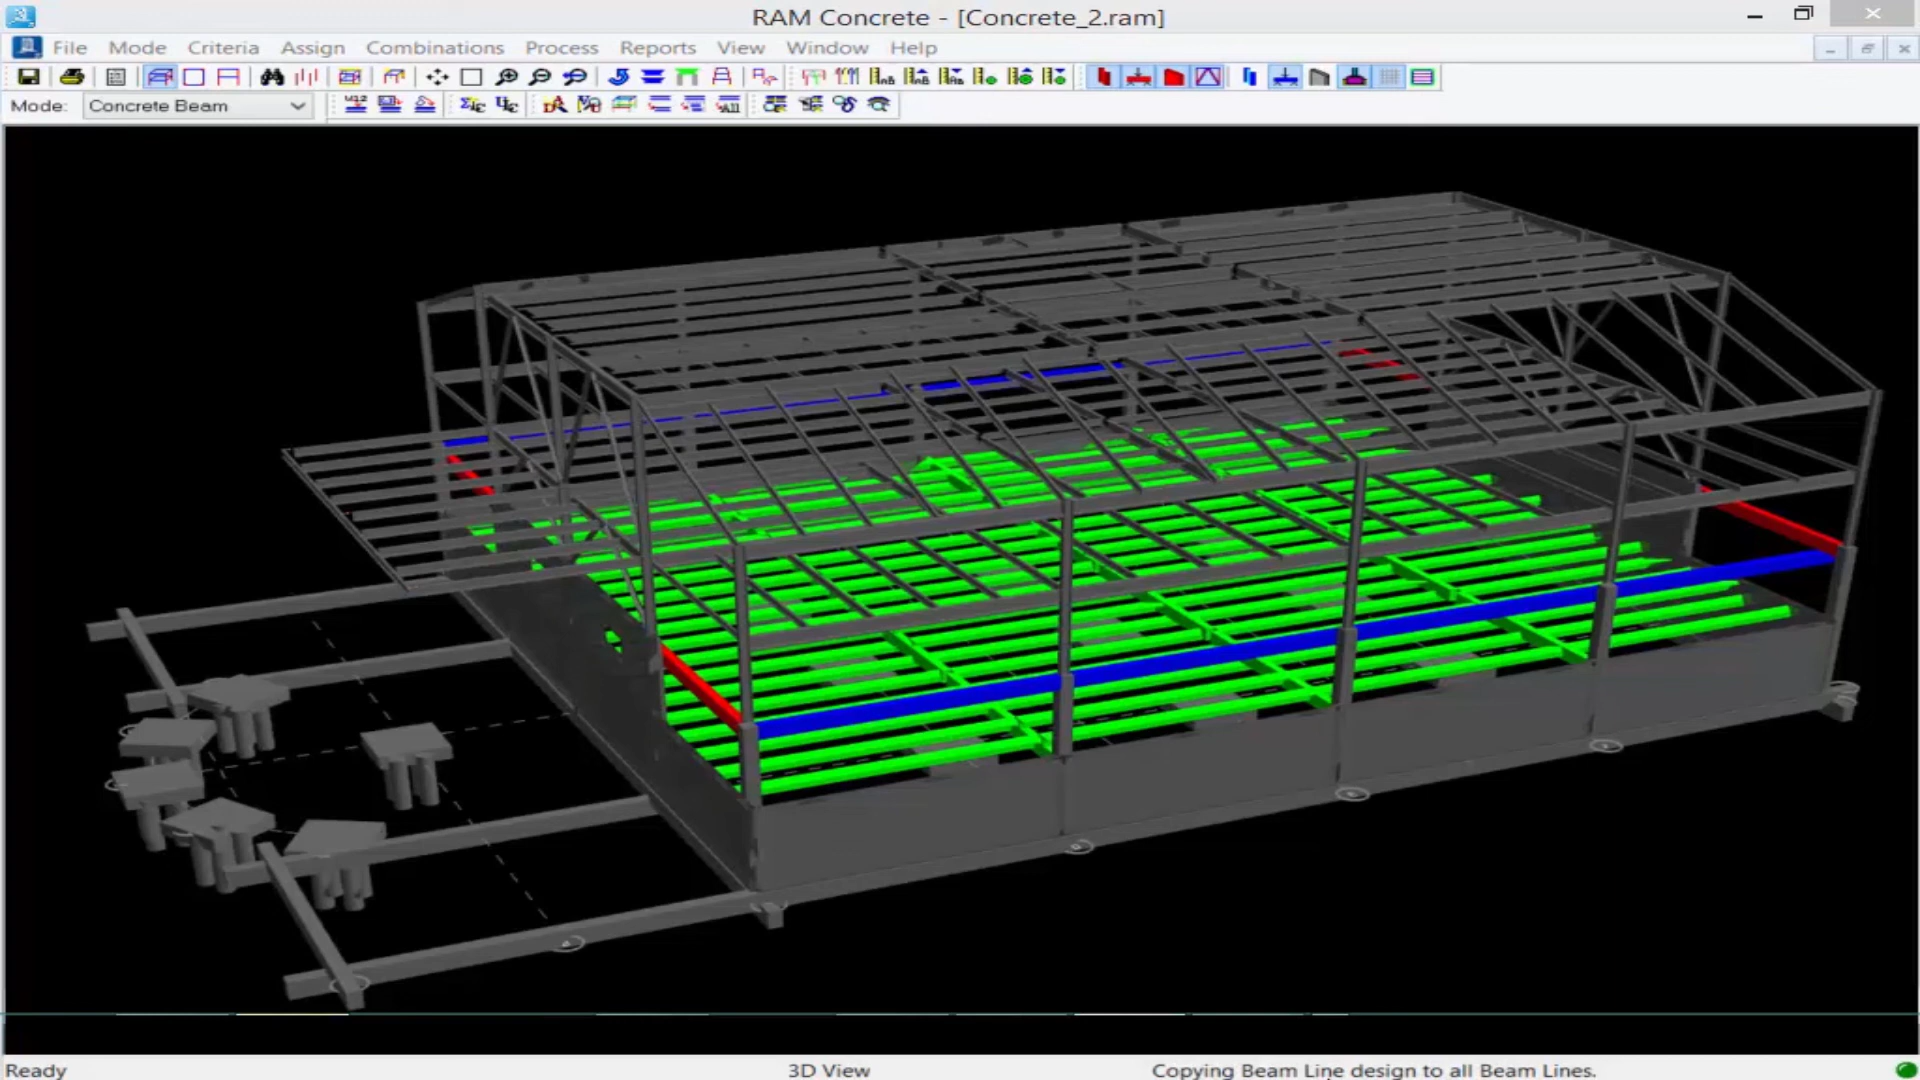 RAM Concrete - [Concrete_2.ram]
File Mode Criteria Assign Combinations Process Reports View Window Help
Mode: Concrete Beam
Ready 3D View Copying Beam Line design to all Beam Lines.